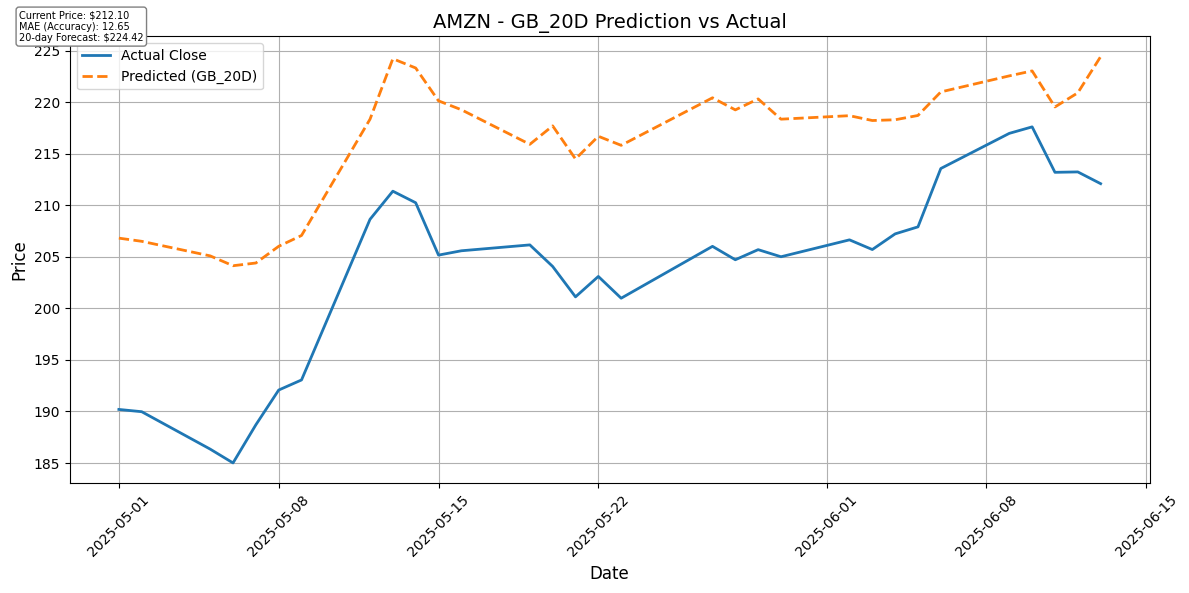 AMZN - GB_20D Prediction vs Actual
Current Price: $212.10
MAE (Accuracy): 12.65
20-day Forecast: $224.42
Actual Close
Predicted (GB_20D)
Price
225
220
215
210
205
200
195
190
185
2025-05-01
2025-05-08
2025-05-15
2025-05-22
2025-06-01
2025-06-08
2025-06-15
Date